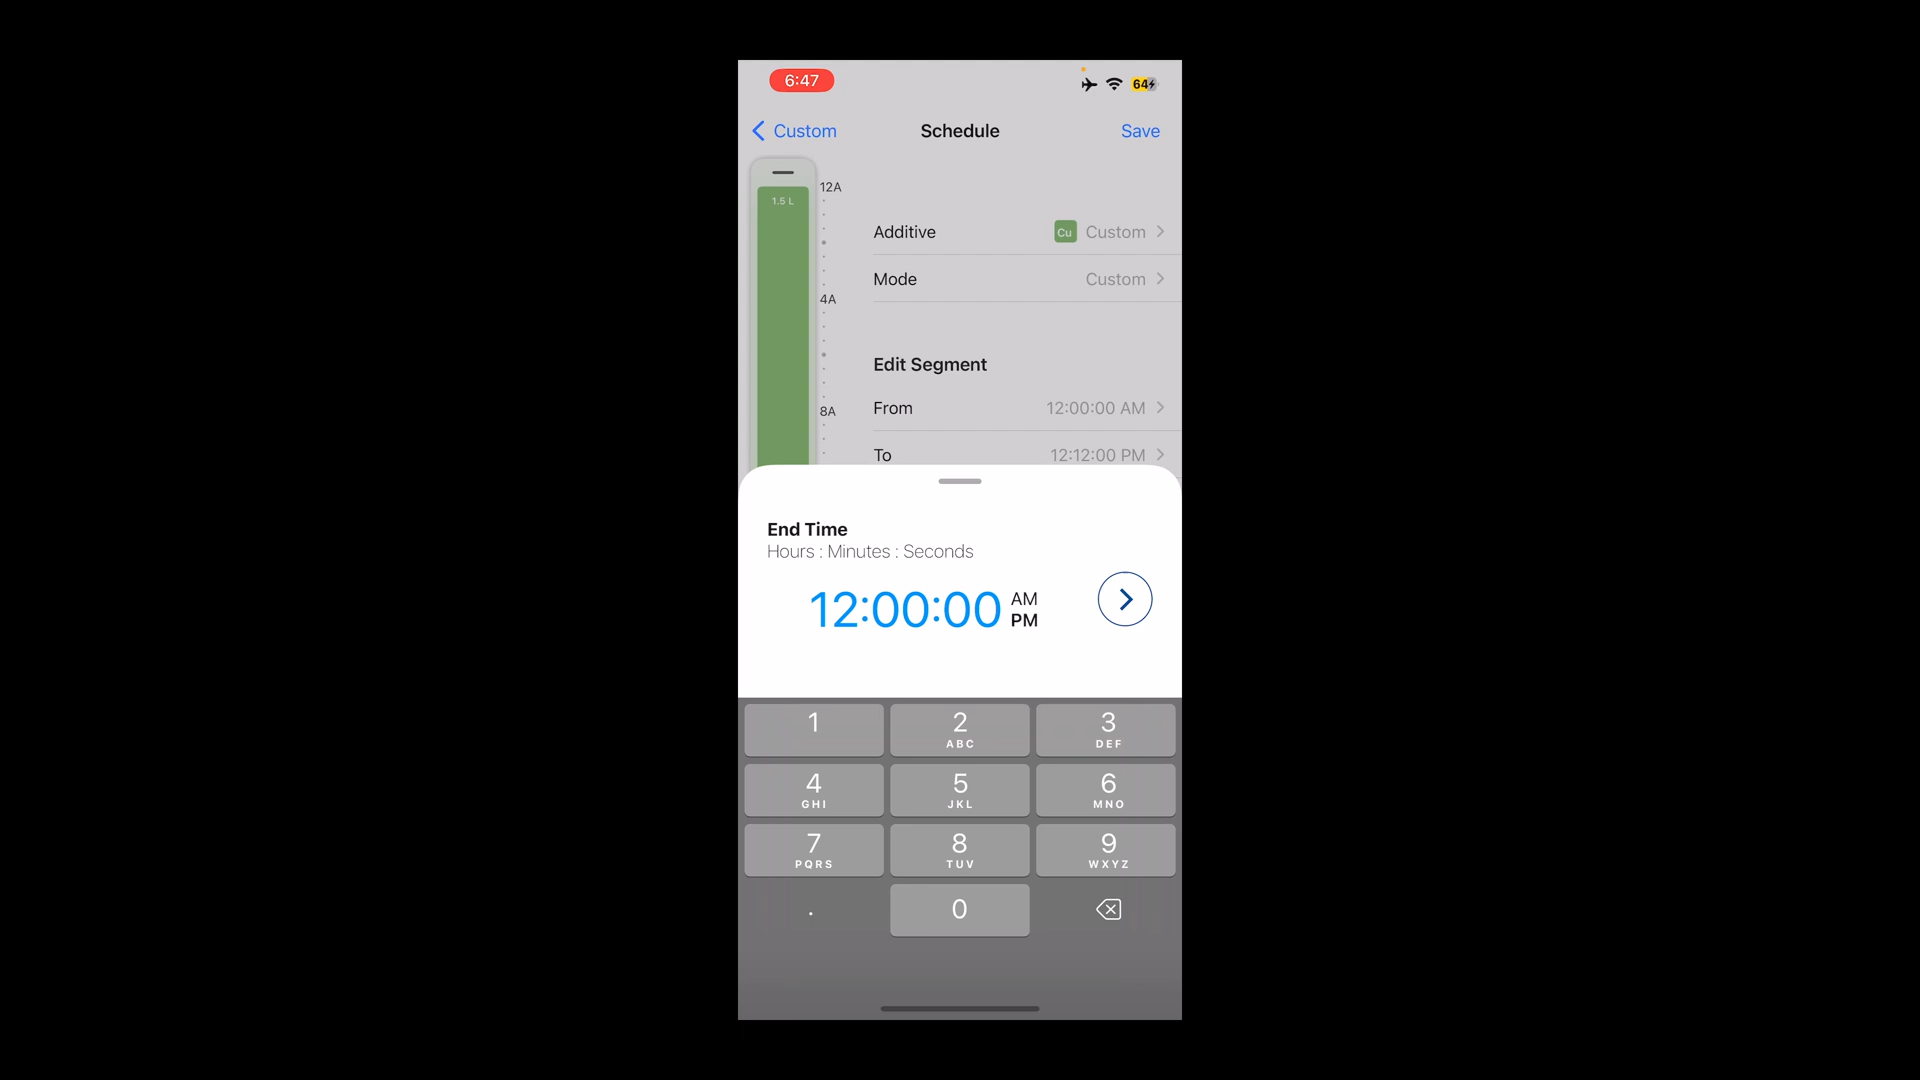 6:47
64
Custom
Schedule
Save
1.5 L
12A
4A
8A
Additive
Cu Custom
Mode
Custom
Edit Segment
From
12:00:00 AM
To
12:12:00 PM
End Time
Hours : Minutes : Seconds
12:00:00
AM
PM
1
2
ABC
3
DEF
4
GHI
5
JKL
6
MNO
7
PQRS
8
TUV
9
WXYZ
.
0